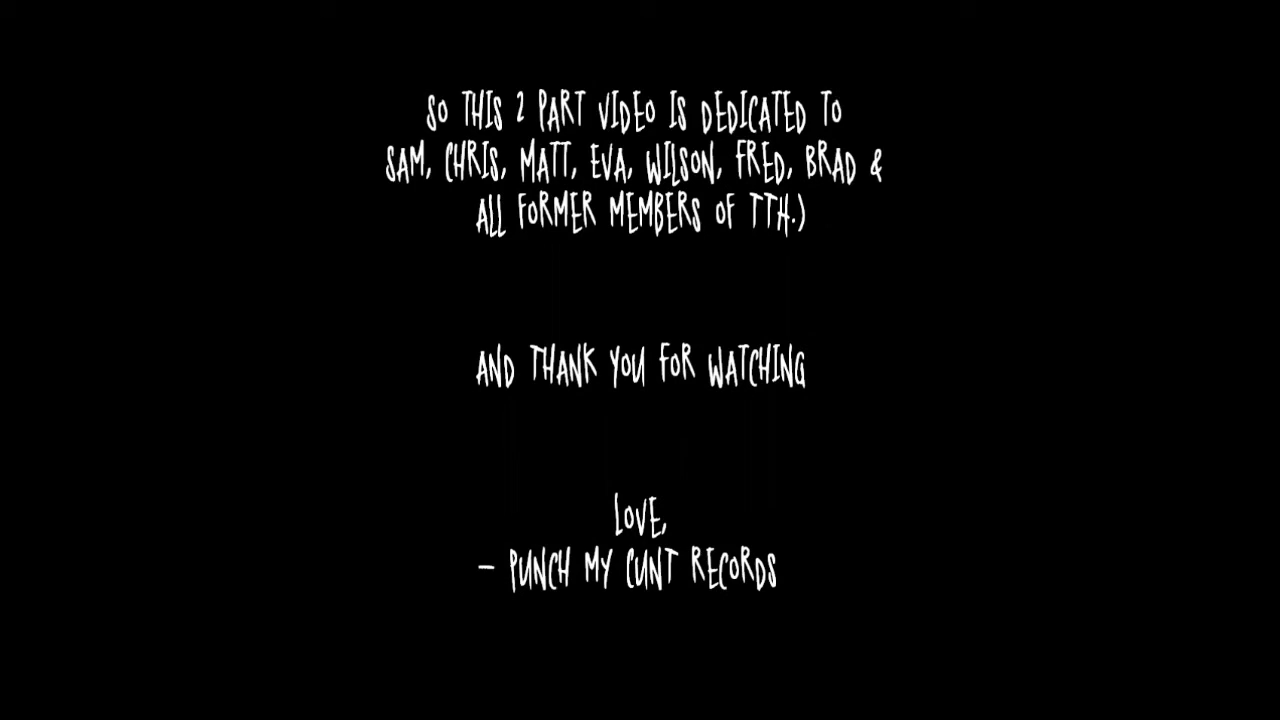 SO THIS 2 PART VIDEO IS DEDICATED TO
SAM, CHRIS, MATT, EVA, WILSON, FRED, BRAD &
ALL FORMER MEMBERS OF TTH.)
AND THANK YOU FOR WATCHING
LOVE,
- PUNCH MY CUNT RECORDS